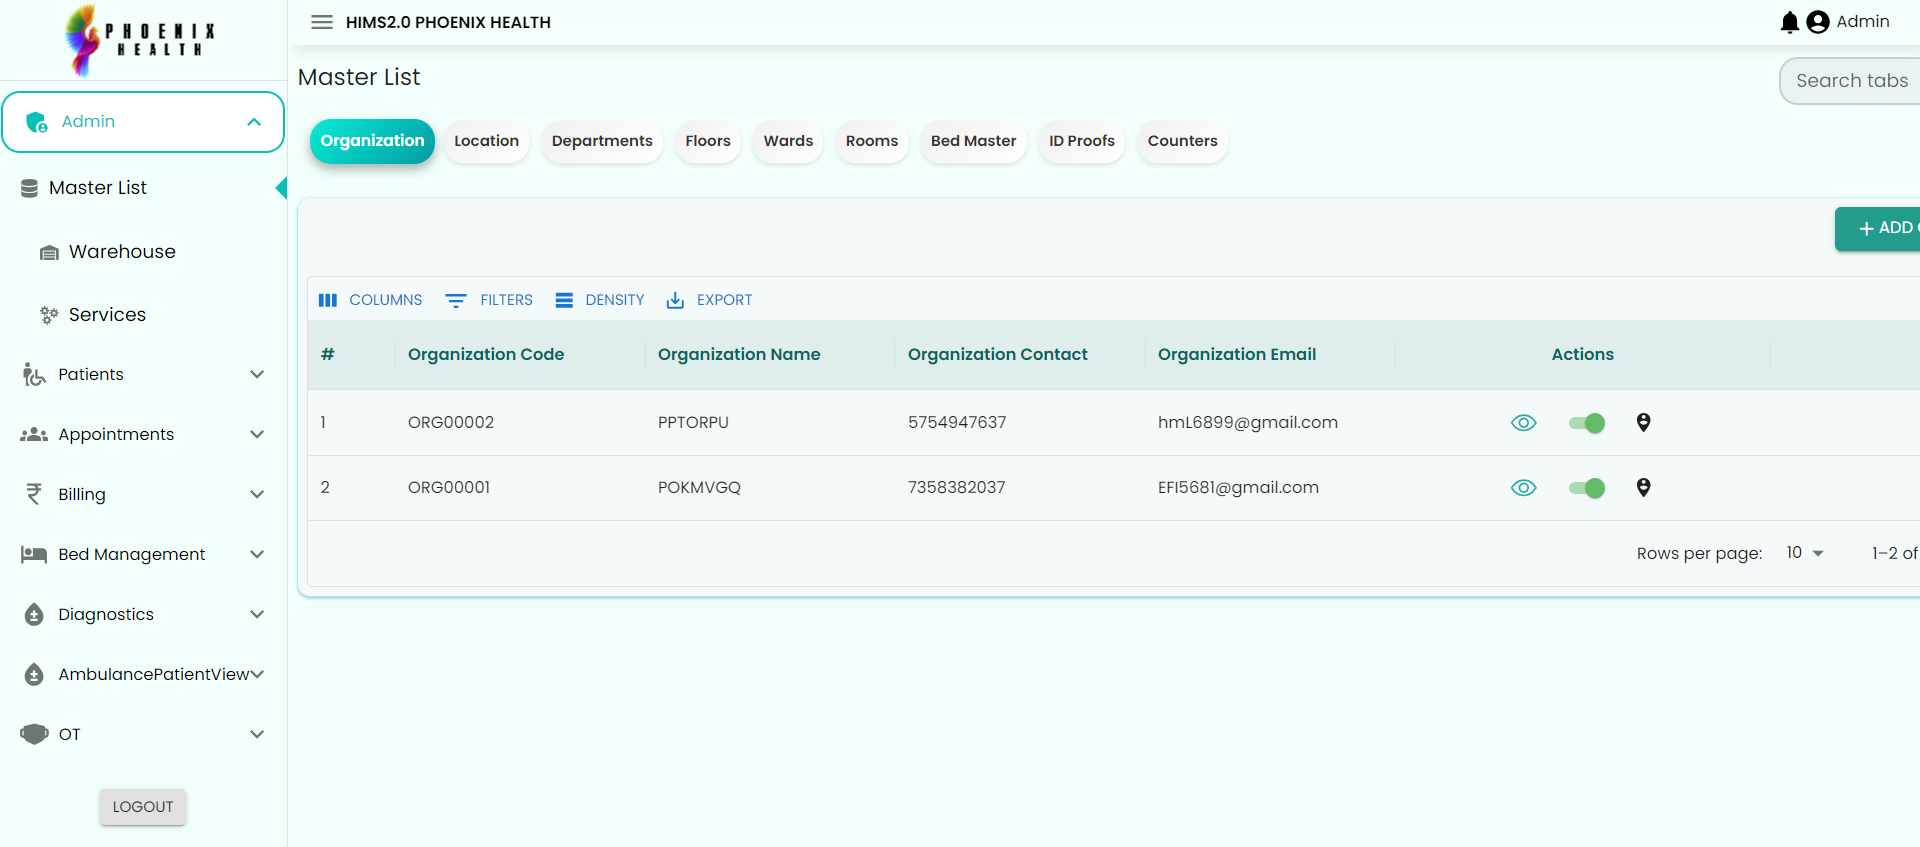 PHOENIX
HEALTH
HIMS2.0 PHOENIX HEALTH
Admin
Admin
Master List
Warehouse
Services
Patients
Appointments
Billing
Bed Management
Diagnostics
AmbulancePatientView
OT
LOGOUT
Master List
Search tabs
Organization Location Departments Floors Wards Rooms Bed Master ID Proofs Counters
+ ADD
COLUMNS FILTERS DENSITY EXPORT
# Organization Code Organization Name Organization Contact Organization Email Actions
1 ORG00002 PPTORPU 5754947637 hmL6899@gmail.com
2 ORG00001 POKMVGQ 7358382037 EFI5681@gmail.com
Rows per page: 10 1–2 of